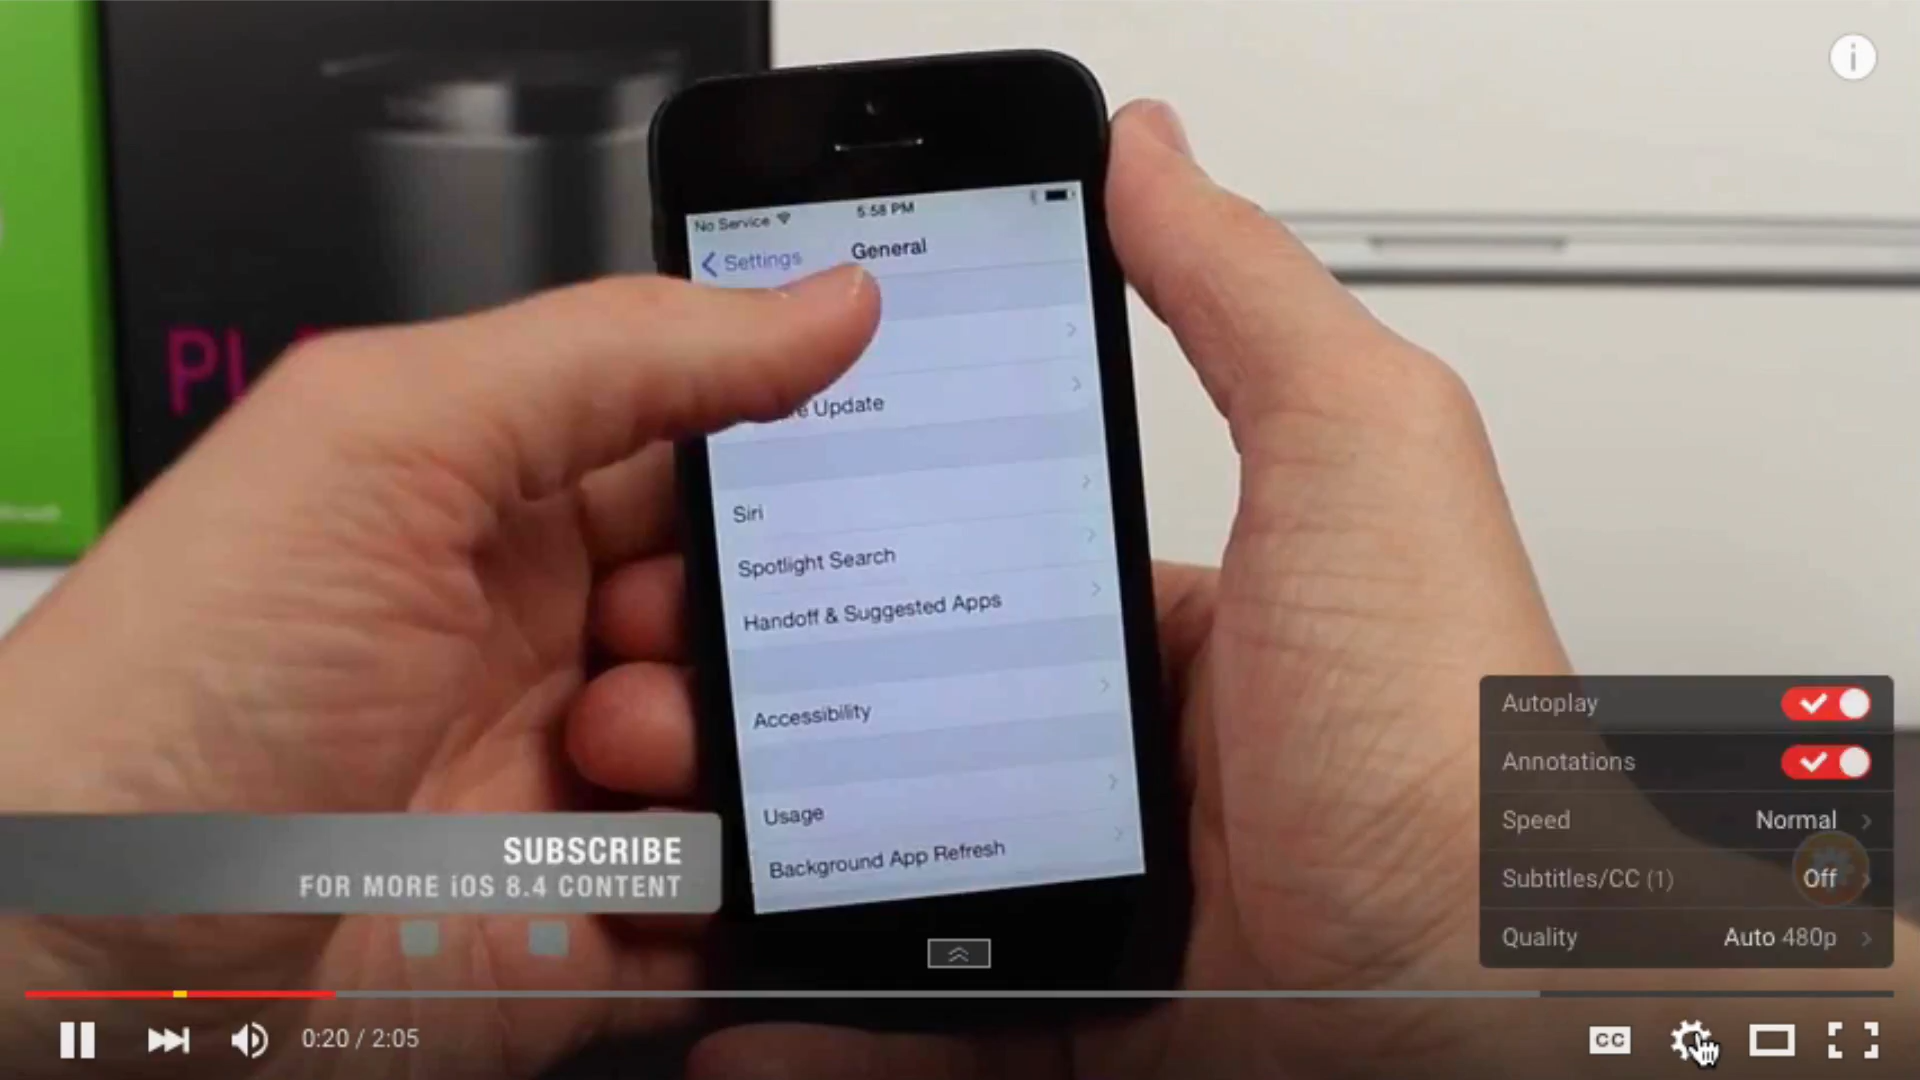 No Service
5:58 PM
Settings
General
Update
Siri
Spotlight Search
Handoff & Suggested Apps
Accessibility
Usage
Background App Refresh
SUBSCRIBE
FOR MORE iOS 8.4 CONTENT
Autoplay
Annotations
Speed Normal
Subtitles/CC (1) Off
Quality Auto 480p
0:20 / 2:05
CC